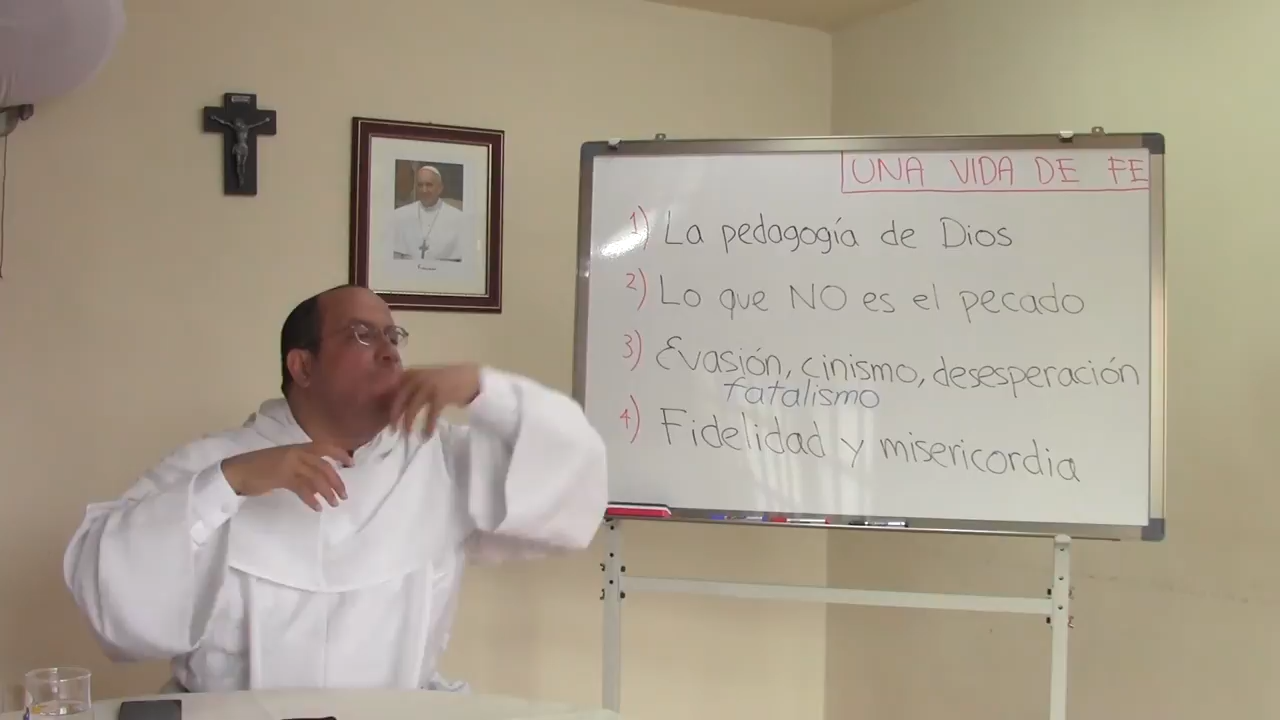 UNA VIDA DE FE
1) La pedagogía de Dios
2) Lo que NO es el pecado
3) Evasión, cinismo, desesperación
fatalismo
4) Fidelidad y misericordia